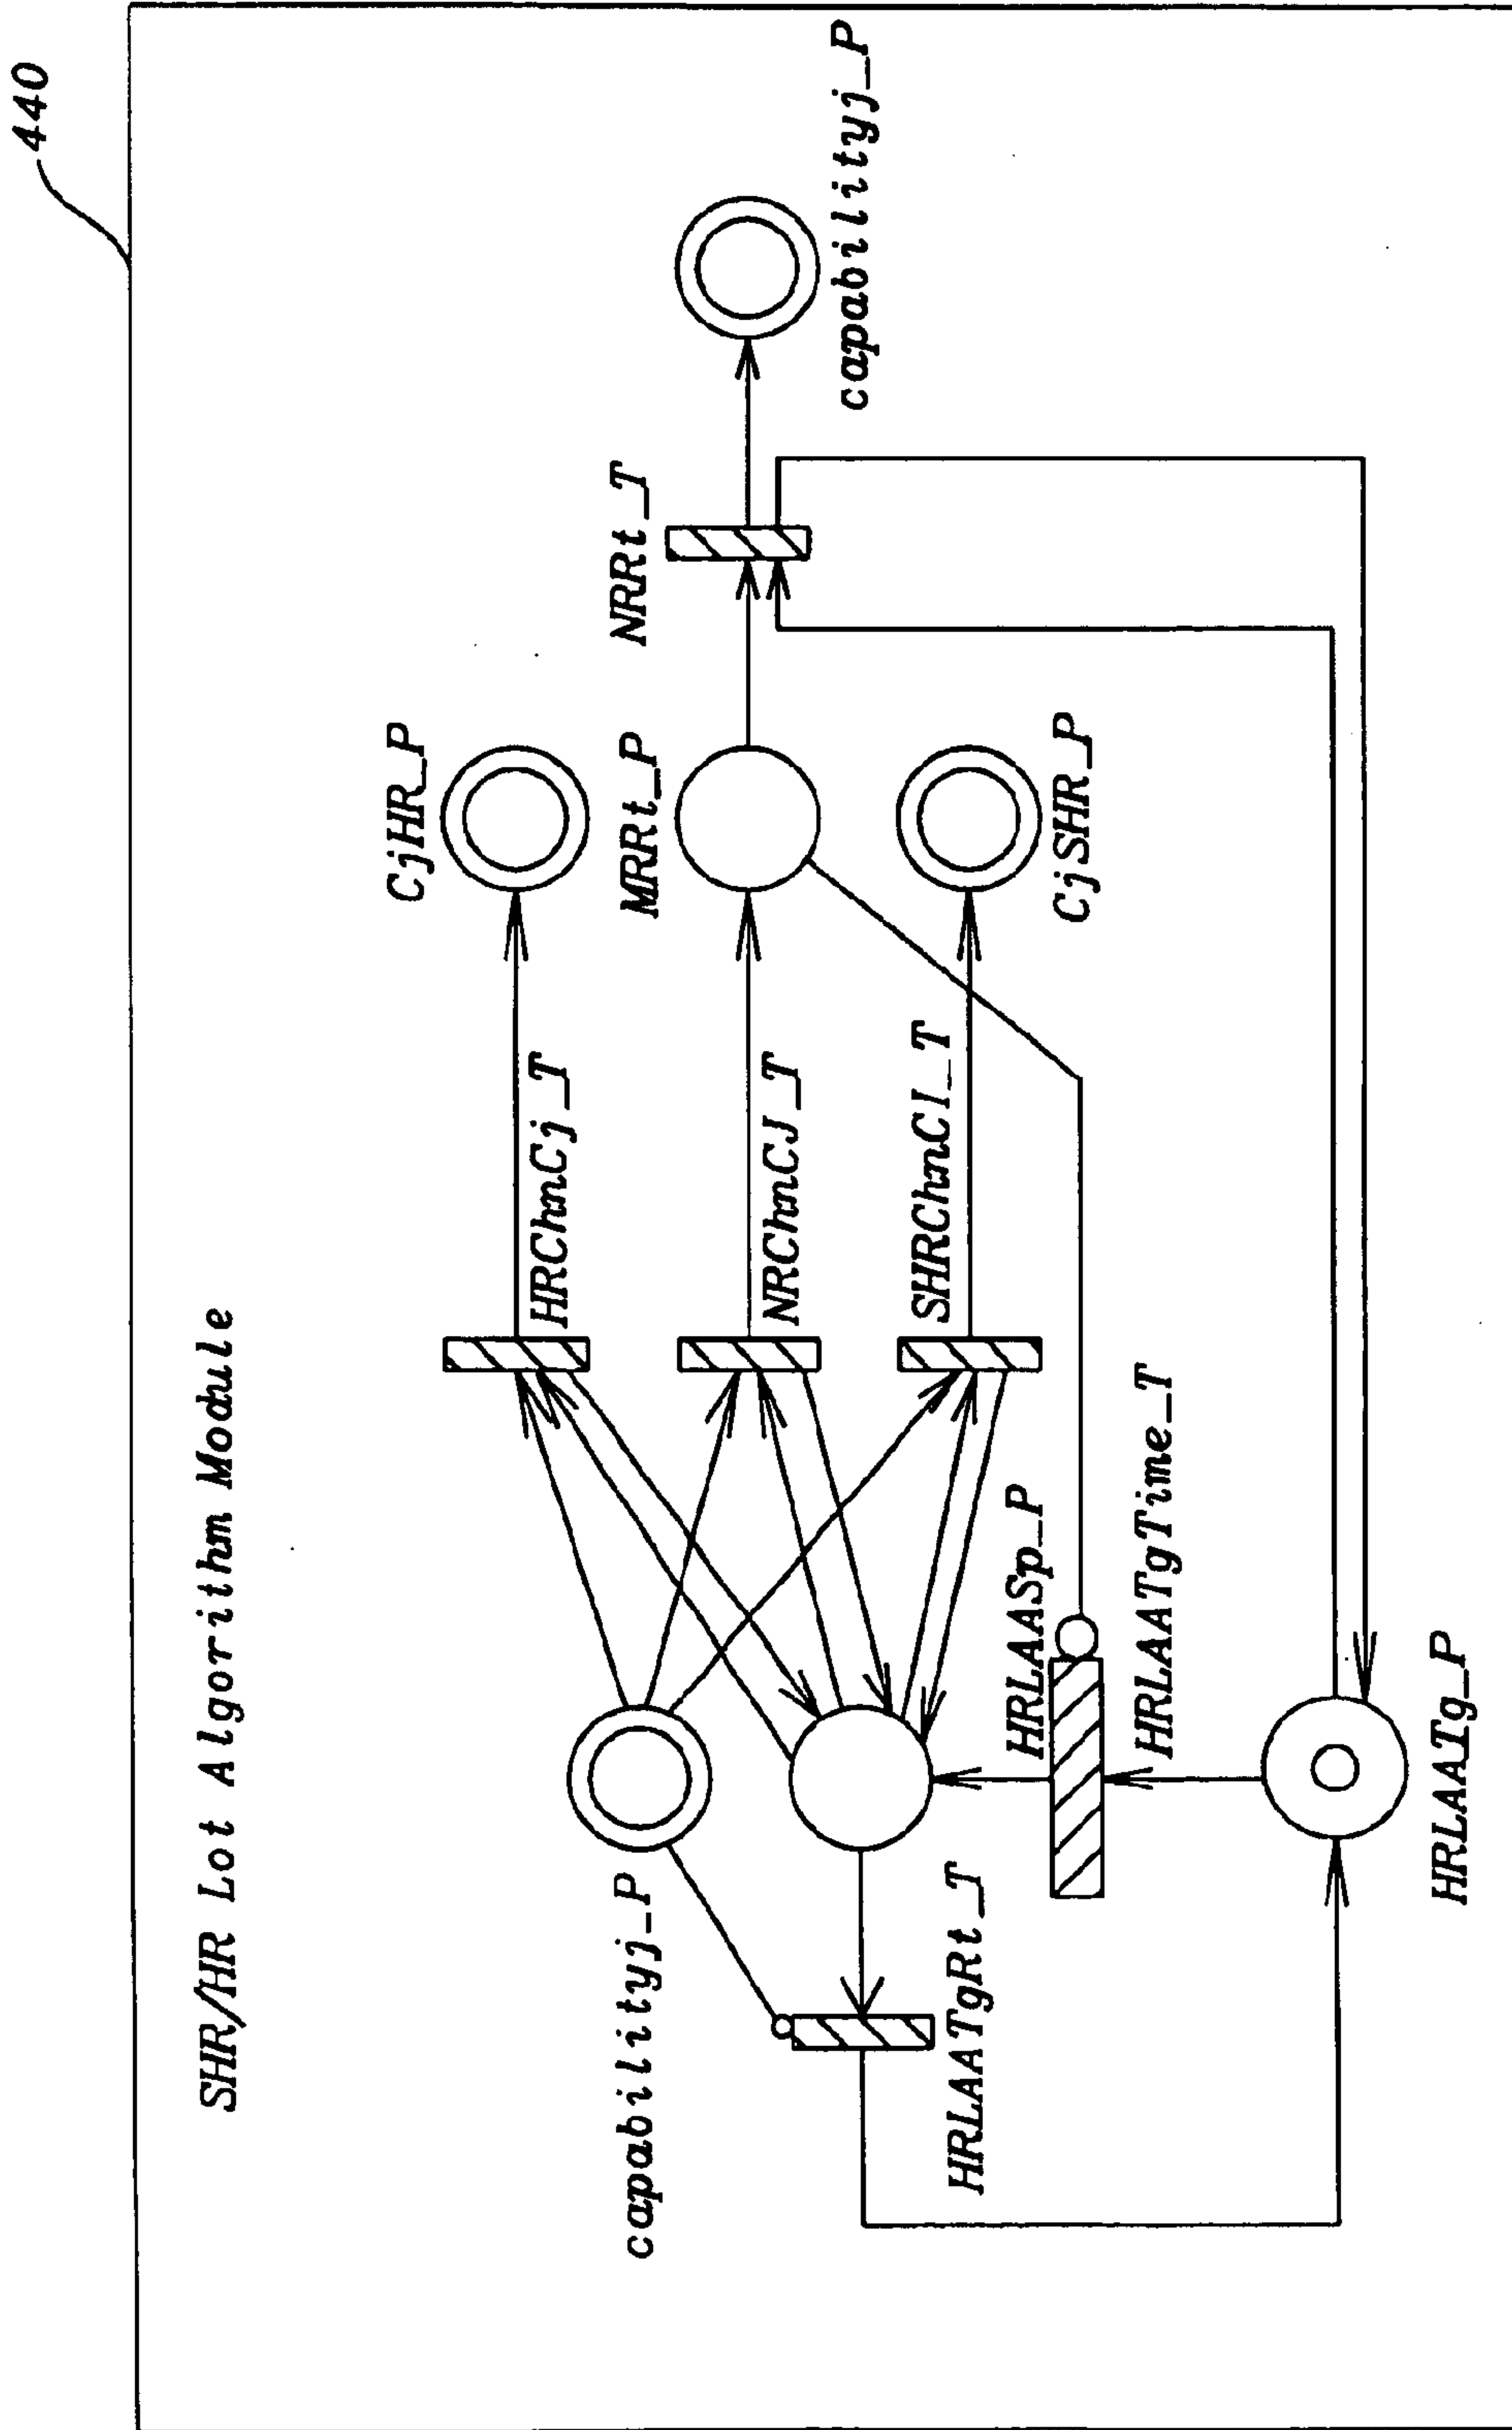 440
SHR/HR Lot Algorithm Module
CjHR_P
HRChmCj_T
NRRt_T
MRRt_P
capabilityj_P
NRChmCJ_T
capabilityj_P
SHRChmCI_T
CjSHR_P
HRLAATgRt_T
HRLAASp_P
HRLAATgTime_T
HRLAATg_P